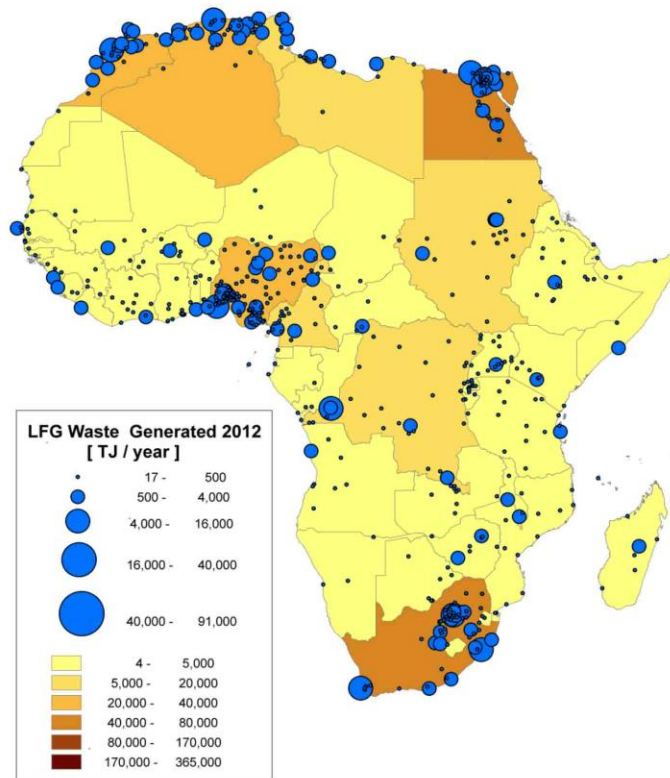 LFG Waste Generated 2012
[ TJ / year ]
17 - 500
500 - 4,000
4,000 - 16,000
16,000 - 40,000
40,000 - 91,000
4 - 5,000
5,000 - 20,000
20,000 - 40,000
40,000 - 80,000
80,000 - 170,000
170,000 - 365,000